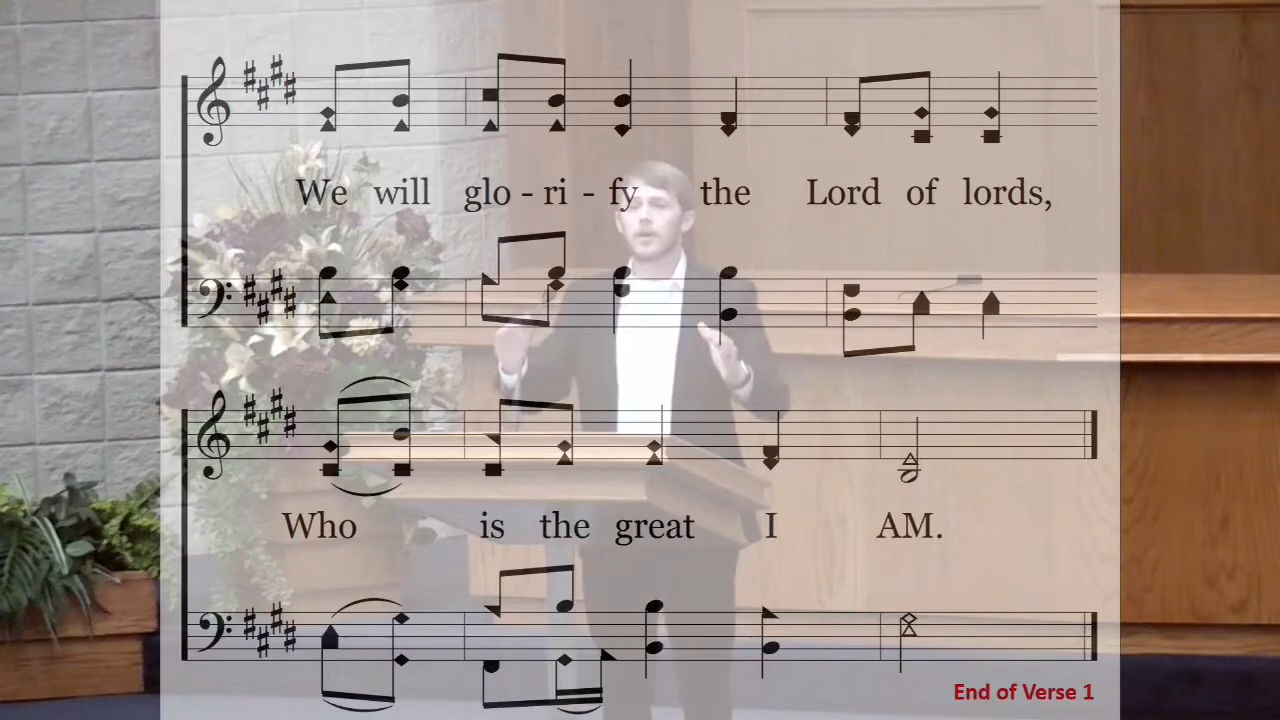 We will glo - ri - fy the Lord of lords,
Who is the great I AM.
End of Verse 1